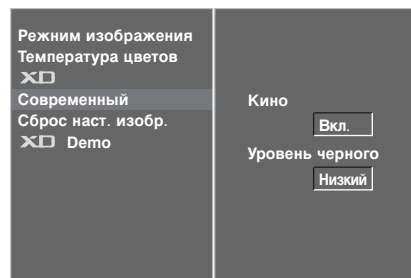 Режим изображения
Температура цветов
XD
Современный
Сброс наст. изобр.
XD Demo
Кино
Вкл.
Уровень черного
Низкий